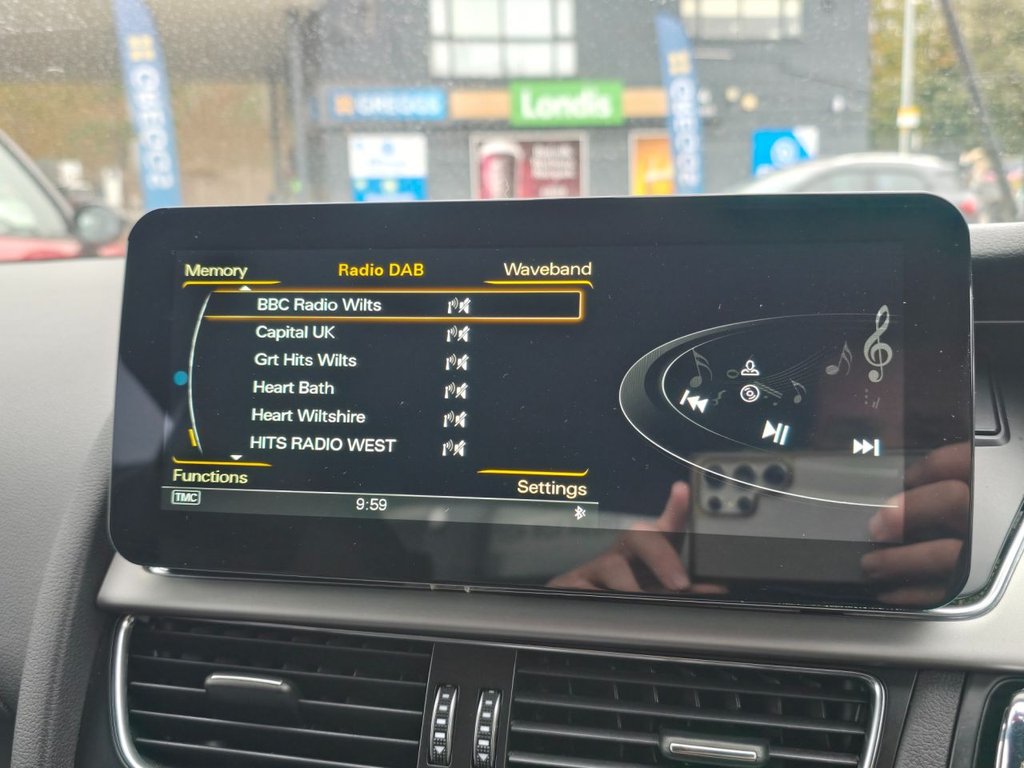 GREGGS
GREGGS
Londis
GREGGS
Memory
Radio DAB
Waveband
BBC Radio Wilts
Capital UK
Grt Hits Wilts
Heart Bath
Heart Wiltshire
HITS RADIO WEST
Functions
Settings
TMC
9:59